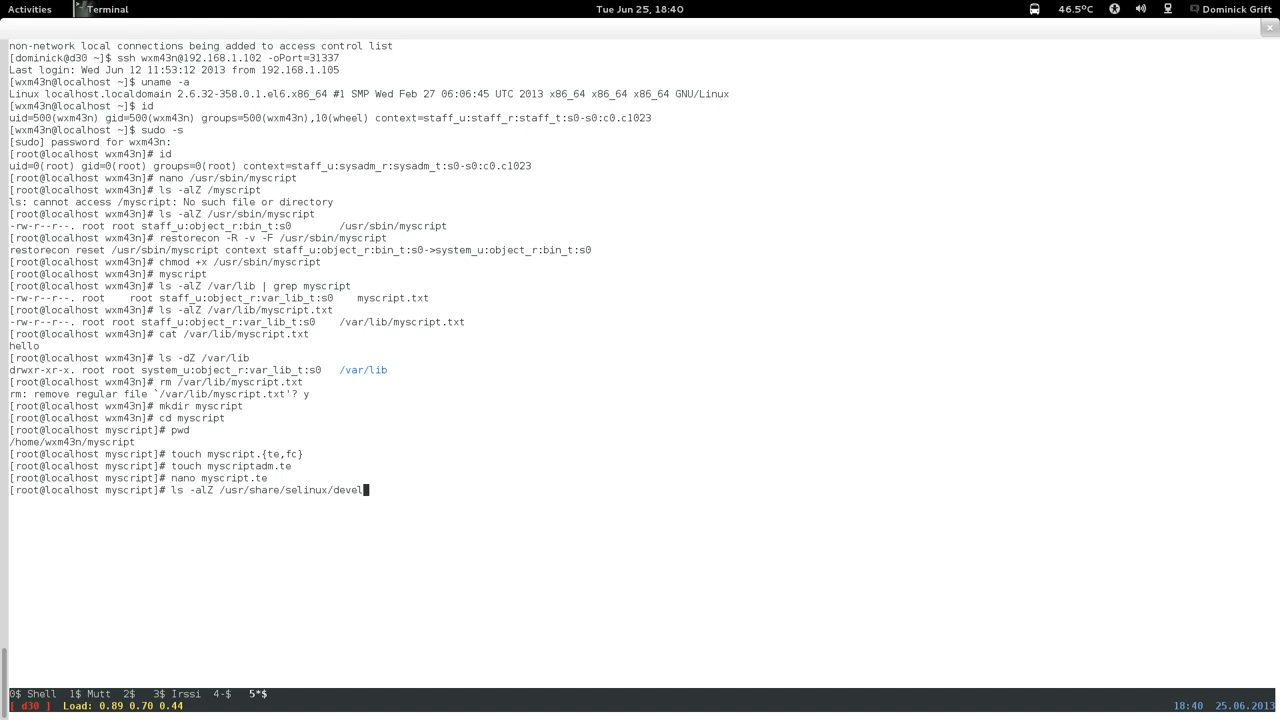 Activities Terminal Tue Jun 25, 18:40 46.5°C Dominick Grift
non-network local connections being added to access control list
[dominick@d30 ~]$ ssh wxm43n@192.168.1.102 -oPort=31337
Last login: Wed Jun 12 11:53:12 2013 from 192.168.1.105
[wxm43n@localhost ~]$ uname -a
Linux localhost.localdomain 2.6.32-358.0.1.el6.x86_64 #1 SMP Wed Feb 27 06:06:45 UTC 2013 x86_64 x86_64 x86_64 GNU/Linux
[wxm43n@localhost ~]$ id
uid=500(wxm43n) gid=500(wxm43n) groups=500(wxm43n),10(wheel) context=staff_u:staff_r:staff_t:s0-s0:c0.c1023
[wxm43n@localhost ~]$ sudo -s
[sudo] password for wxm43n:
[root@localhost wxm43n]# id
uid=0(root) gid=0(root) groups=0(root) context=staff_u:sysadm_r:sysadm_t:s0-s0:c0.c1023
[root@localhost wxm43n]# nano /usr/sbin/myscript
[root@localhost wxm43n]# ls -alZ /myscript
ls: cannot access /myscript: No such file or directory
[root@localhost wxm43n]# ls -alZ /usr/sbin/myscript
-rw-r--r--. root root staff_u:object_r:bin_t:s0 /usr/sbin/myscript
[root@localhost wxm43n]# restorecon -R -v -F /usr/sbin/myscript
restorecon reset /usr/sbin/myscript context staff_u:object_r:bin_t:s0->system_u:object_r:bin_t:s0
[root@localhost wxm43n]# chmod +x /usr/sbin/myscript
[root@localhost wxm43n]# myscript
[root@localhost wxm43n]# ls -alZ /var/lib | grep myscript
-rw-r--r--. root root staff_u:object_r:var_lib_t:s0 myscript.txt
[root@localhost wxm43n]# ls -alZ /var/lib/myscript.txt
-rw-r--r--. root root staff_u:object_r:var_lib_t:s0 /var/lib/myscript.txt
[root@localhost wxm43n]# cat /var/lib/myscript.txt
hello
[root@localhost wxm43n]# ls -dZ /var/lib
drwxr-xr-x. root root system_u:object_r:var_lib_t:s0 /var/lib
[root@localhost wxm43n]# rm /var/lib/myscript.txt
rm: remove regular file `/var/lib/myscript.txt'? y
[root@localhost wxm43n]# mkdir myscript
[root@localhost wxm43n]# cd myscript
[root@localhost myscript]# pwd
/home/wxm43n/myscript
[root@localhost myscript]# touch myscript.{te,fc}
[root@localhost myscript]# touch myscriptadm.te
[root@localhost myscript]# nano myscript.te
[root@localhost myscript]# ls -alZ /usr/share/selinux/devel
0$ Shell 1$ Mutt 2$ 3$ Irssi 4-$ 5*$
[ d30 ] Load: 0.89 0.70 0.44 18:40 25.06.2013